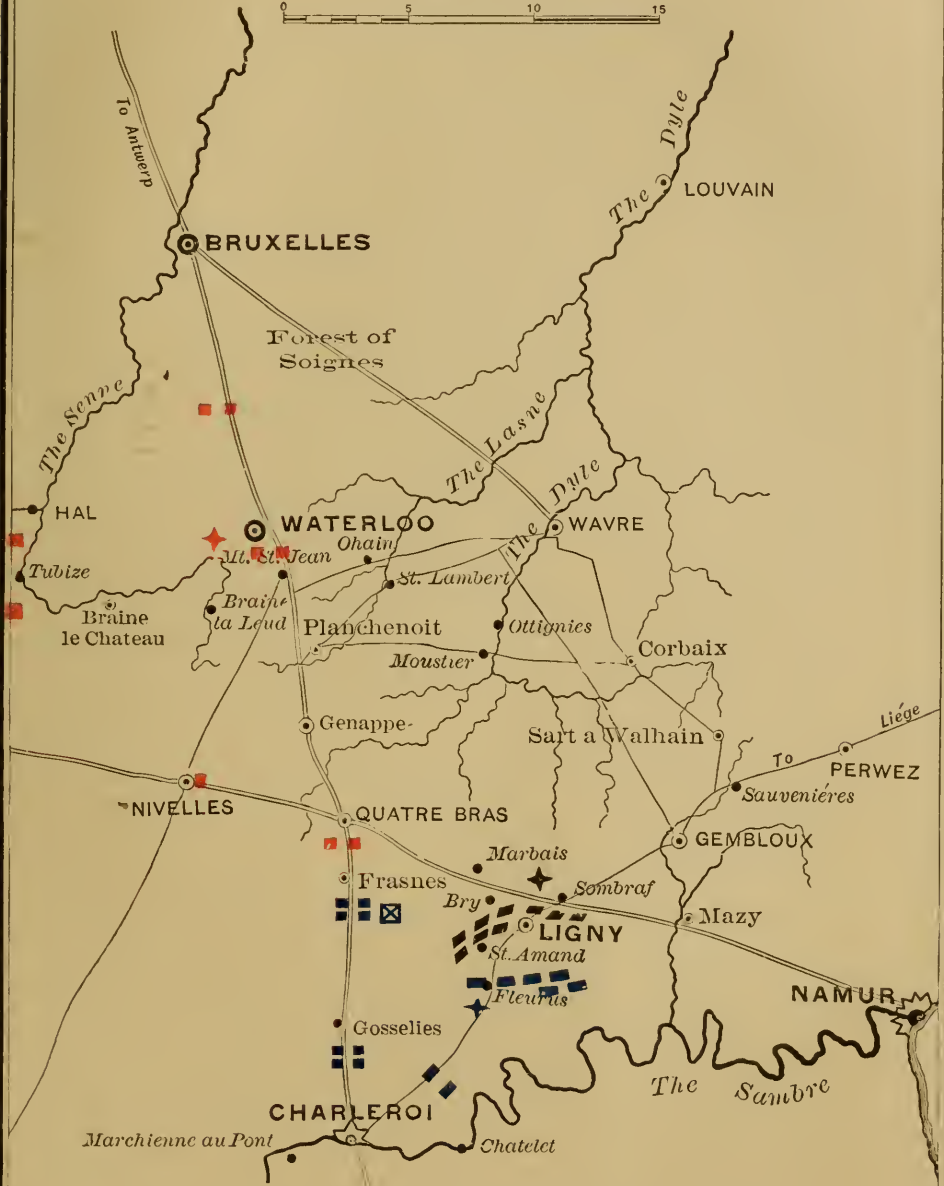 0 5 10 15
To Antwerp
The Dyle
LOUVAIN
BRUXELLES
Forest of
Soignes
The Senne
The Lasne
The Dyle
HAL
WATERLOO
WAVRE
Mt. St. Jean
Ohain
Tubize
St. Lambert
Braine
le Chateau
Braine
la Leud
Planchenoit
Ottignies
Moustier
Corbaix
Genappe
Sart a Walhain
To Liége
PERWEZ
NIVELLES
Sauveniéres
QUATRE BRAS
GEMBLOUX
Marbais
Frasnes
Sombraf
Bry
Mazy
LIGNY
St. Amand
Fleurus
NAMUR
Gosselies
The Sambre
CHARLEROI
Marchienne au Pont
Chatelet